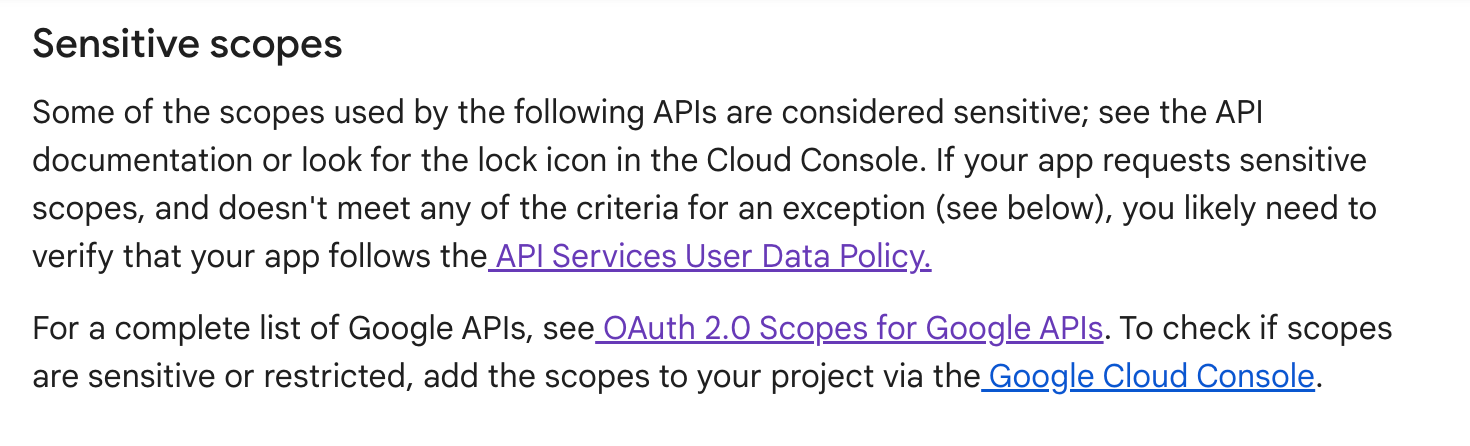 Sensitive scopes
Some of the scopes used by the following APIs are considered sensitive; see the API
documentation or look for the lock icon in the Cloud Console. If your app requests sensitive
scopes, and doesn't meet any of the criteria for an exception (see below), you likely need to
verify that your app follows the API Services User Data Policy.
For a complete list of Google APIs, see OAuth 2.0 Scopes for Google APIs. To check if scopes
are sensitive or restricted, add the scopes to your project via the Google Cloud Console.